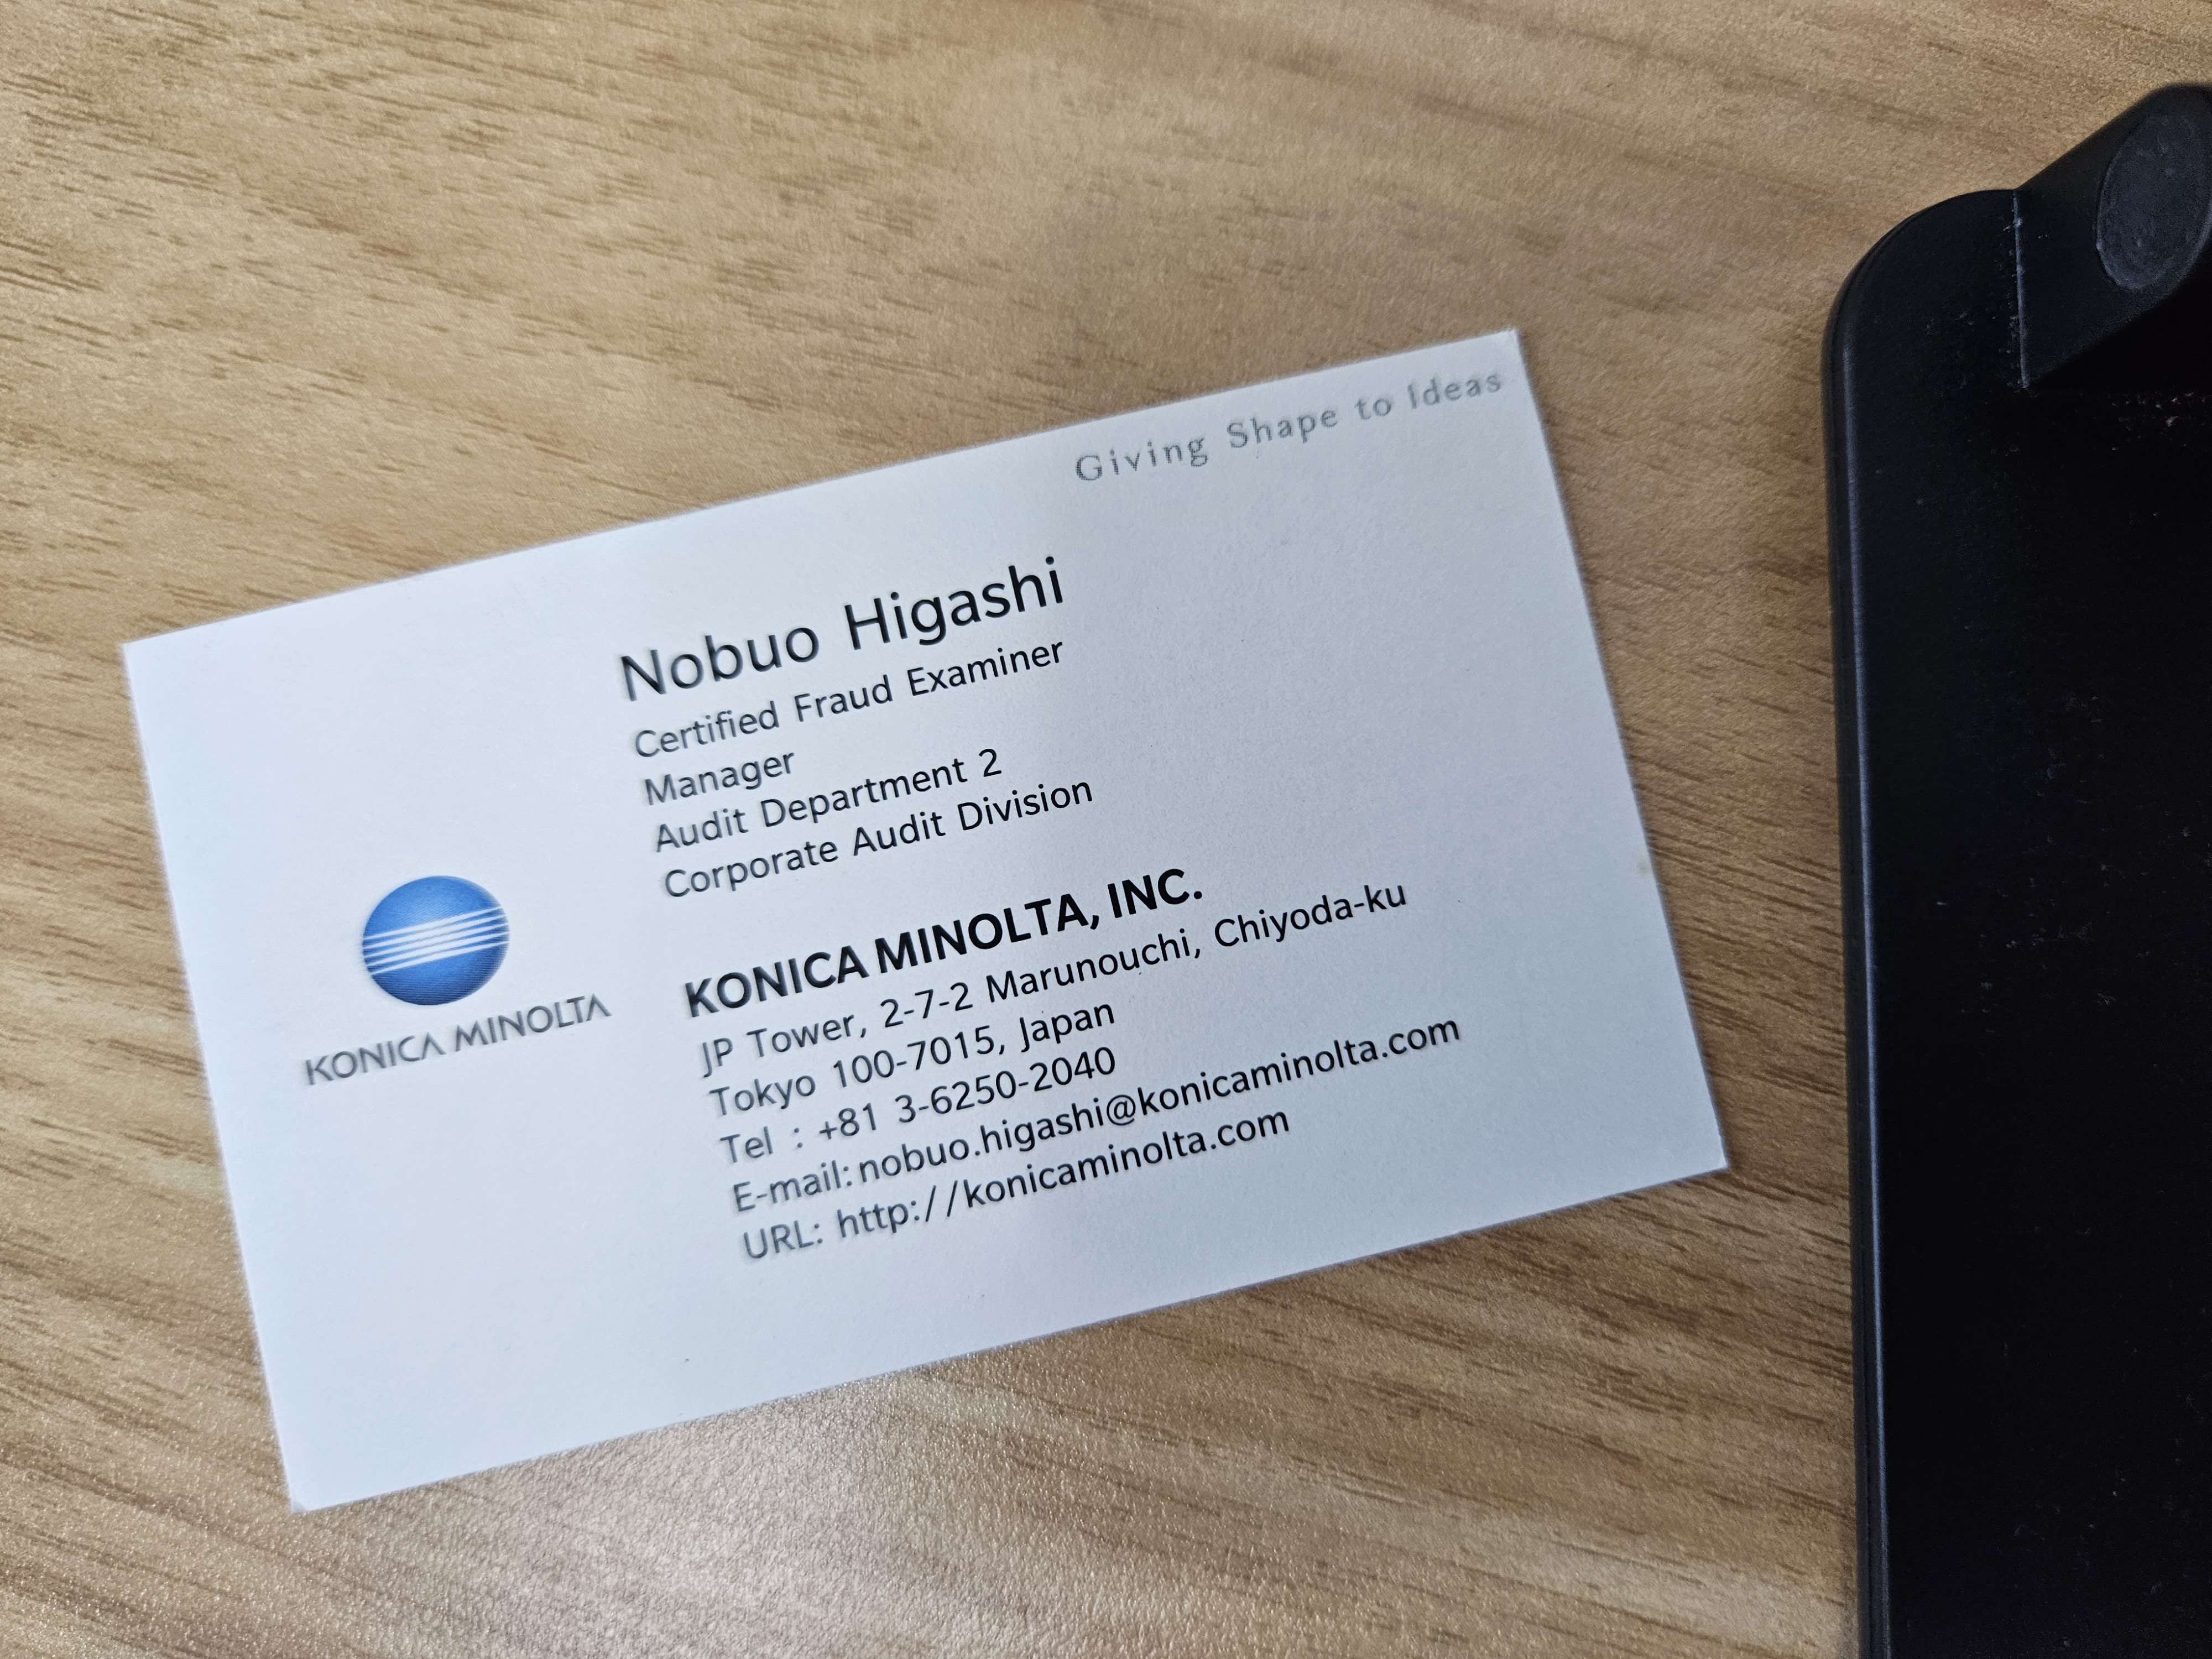 Giving Shape to Ideas
Nobuo Higashi
Certified Fraud Examiner
Manager
Audit Department 2
Corporate Audit Division
KONICA MINOLTA
KONICA MINOLTA, INC.
JP Tower, 2-7-2 Marunouchi, Chiyoda-ku
Tokyo 100-7015, Japan
Tel : +81 3-6250-2040
E-mail: nobuo.higashi@konicaminolta.com
URL: http://konicaminolta.com